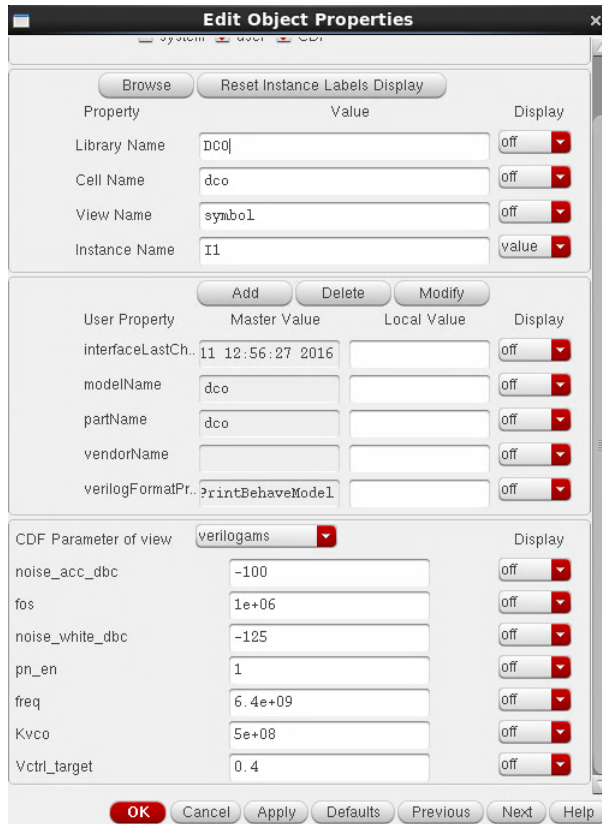 Edit Object Properties
system user CDF
Browse Reset Instance Labels Display
Property Value Display
Library Name DCO off
Cell Name dco off
View Name symbol off
Instance Name I1 value
Add Delete Modify
User Property Master Value Local Value Display
interfaceLastCh.. 11 12:56:27 2016 off
modelName dco off
partName dco off
vendorName off
verilogFormatPr.. PrintBehaveModel off
CDF Parameter of view verilogams Display
noise_acc_dbc -100 off
fos 1e+06 off
noise_white_dbc -125 off
pn_en 1 off
freq 6.4e+09 off
Kvco 5e+08 off
Vctrl_target 0.4 off
OK Cancel Apply Defaults Previous Next Help